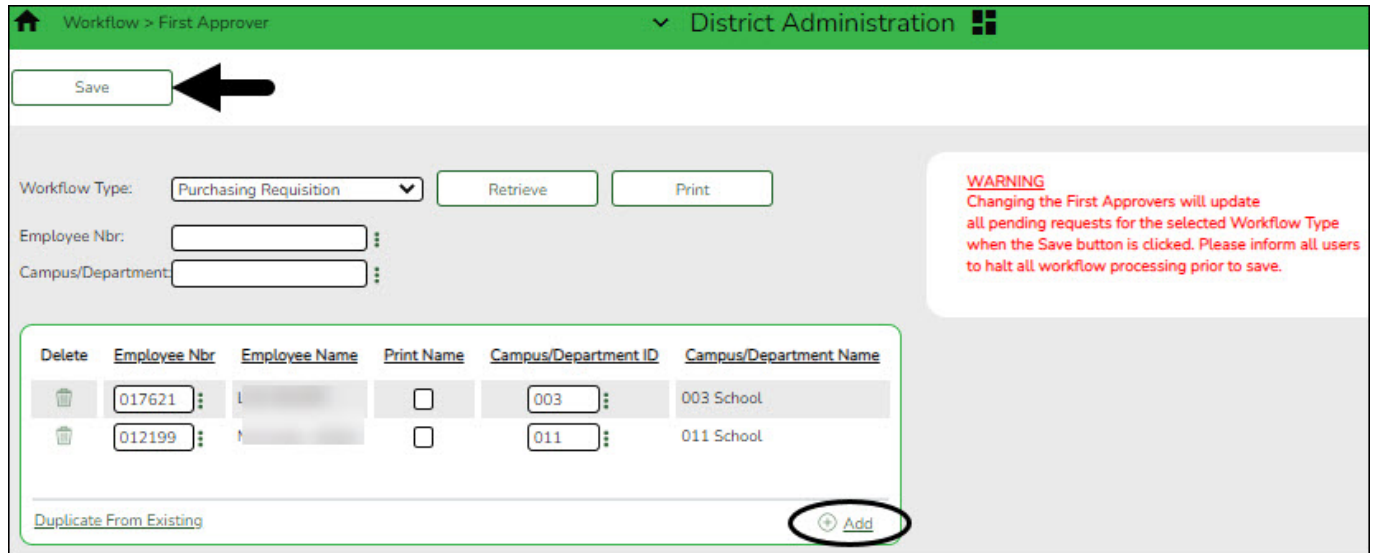 Workflow > First Approver
District Administration
Save
Workflow Type: Purchasing Requisition Retrieve Print
Employee Nbr:
Campus/Department:
WARNING
Changing the First Approvers will update
all pending requests for the selected Workflow Type
when the Save button is clicked. Please inform all users
to halt all workflow processing prior to save.
Delete Employee Nbr Employee Name Print Name Campus/Department ID Campus/Department Name
017621 003 003 School
012199 011 011 School
Duplicate From Existing Add